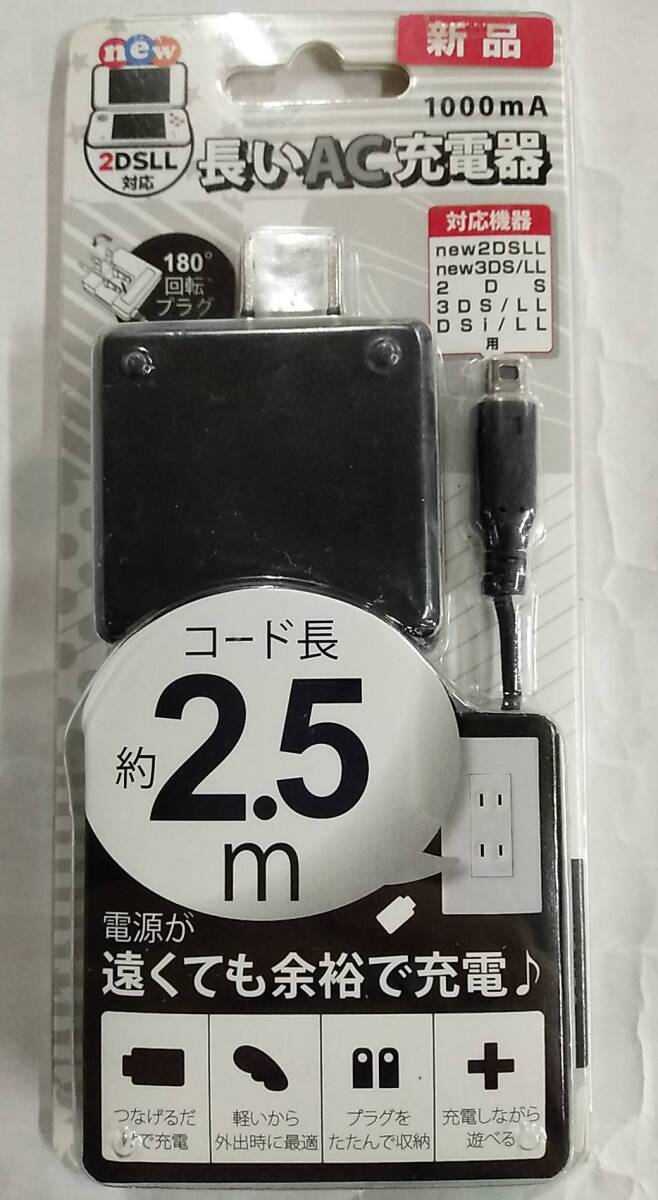 new
2DSLL
対応
新品
1000mA
長いAC充電器
180°
回転
プラグ
対応機器
new2DSLL
new3DS/LL
2DS
3DS/LL
DSi/LL
用
コード長
約2.5m
電源が
遠くても余裕で充電♪
つなげるだ
けで充電
軽いから
外出時に最適
プラグを
たたんで収納
充電しながら
遊べる